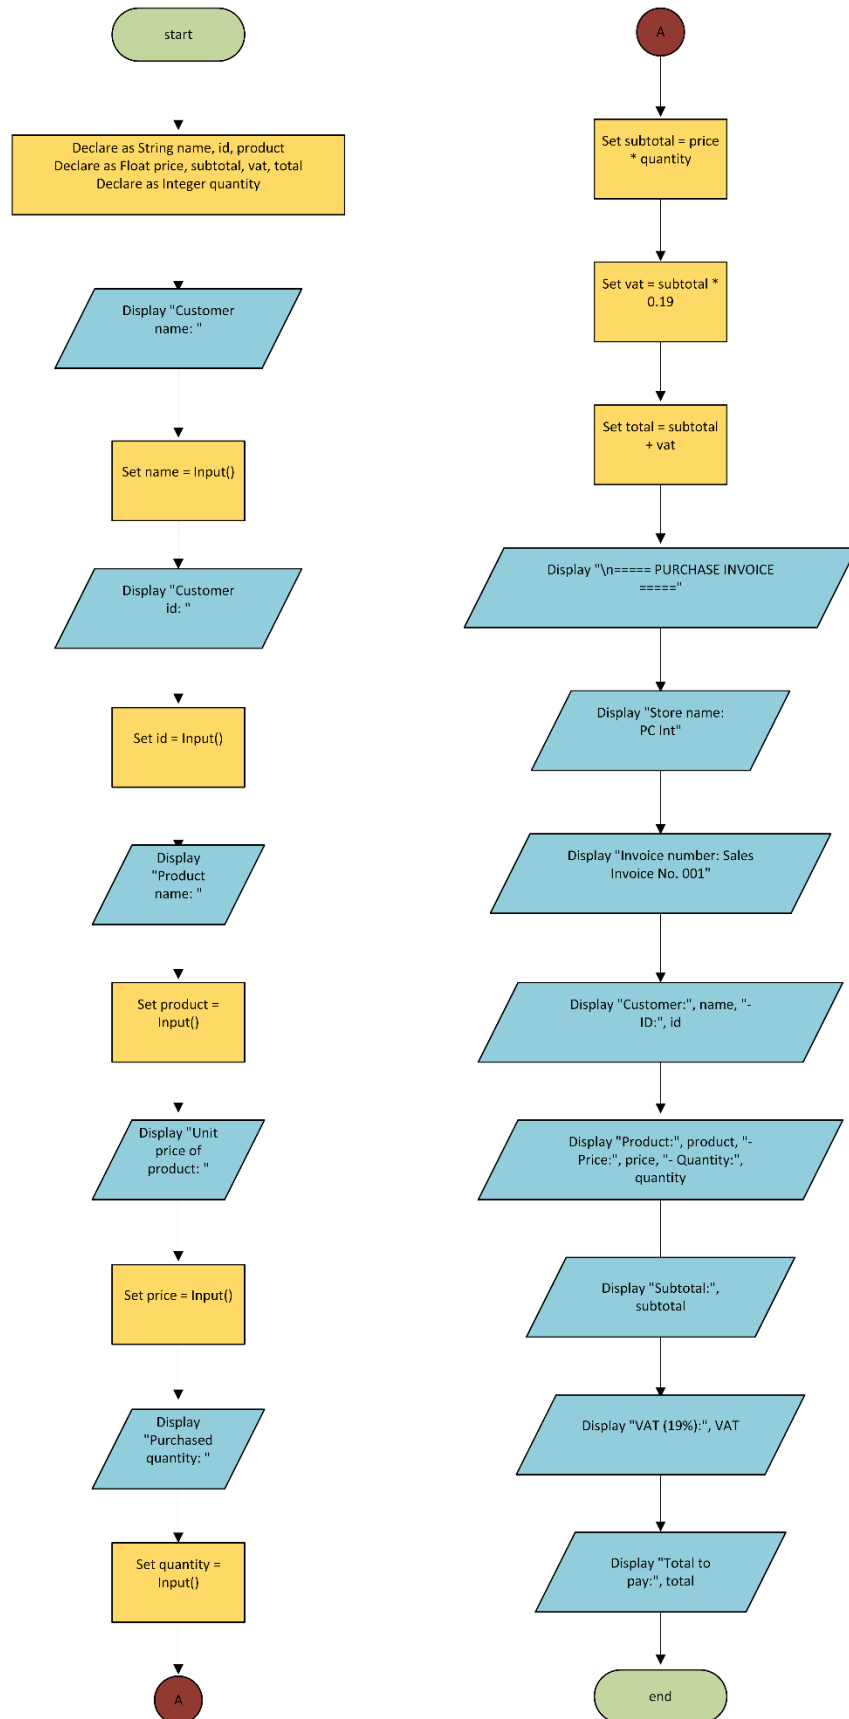 start
Declare as String name, id, product
Declare as Float price, subtotal, vat, total
Declare as Integer quantity
Display "Customer
name: "
Set name = Input()
Display "Customer
id: "
Set id = Input()
Display
"Product
name: "
Set product =
Input()
Display "Unit
price of
product: "
Set price = Input()
Display
"Purchased
quantity: "
Set quantity =
Input()
A
A
Set subtotal = price
* quantity
Set vat = subtotal *
0.19
Set total = subtotal
+ vat
Display "\n===== PURCHASE INVOICE
====="
Display "Store name:
PC Int"
Display "Invoice number: Sales
Invoice No. 001"
Display "Customer:", name, "-
ID:", id
Display "Product:", product, "-
Price:", price, "- Quantity:",
quantity
Display "Subtotal:",
subtotal
Display "VAT (19%):", VAT
Display "Total to
pay:", total
end